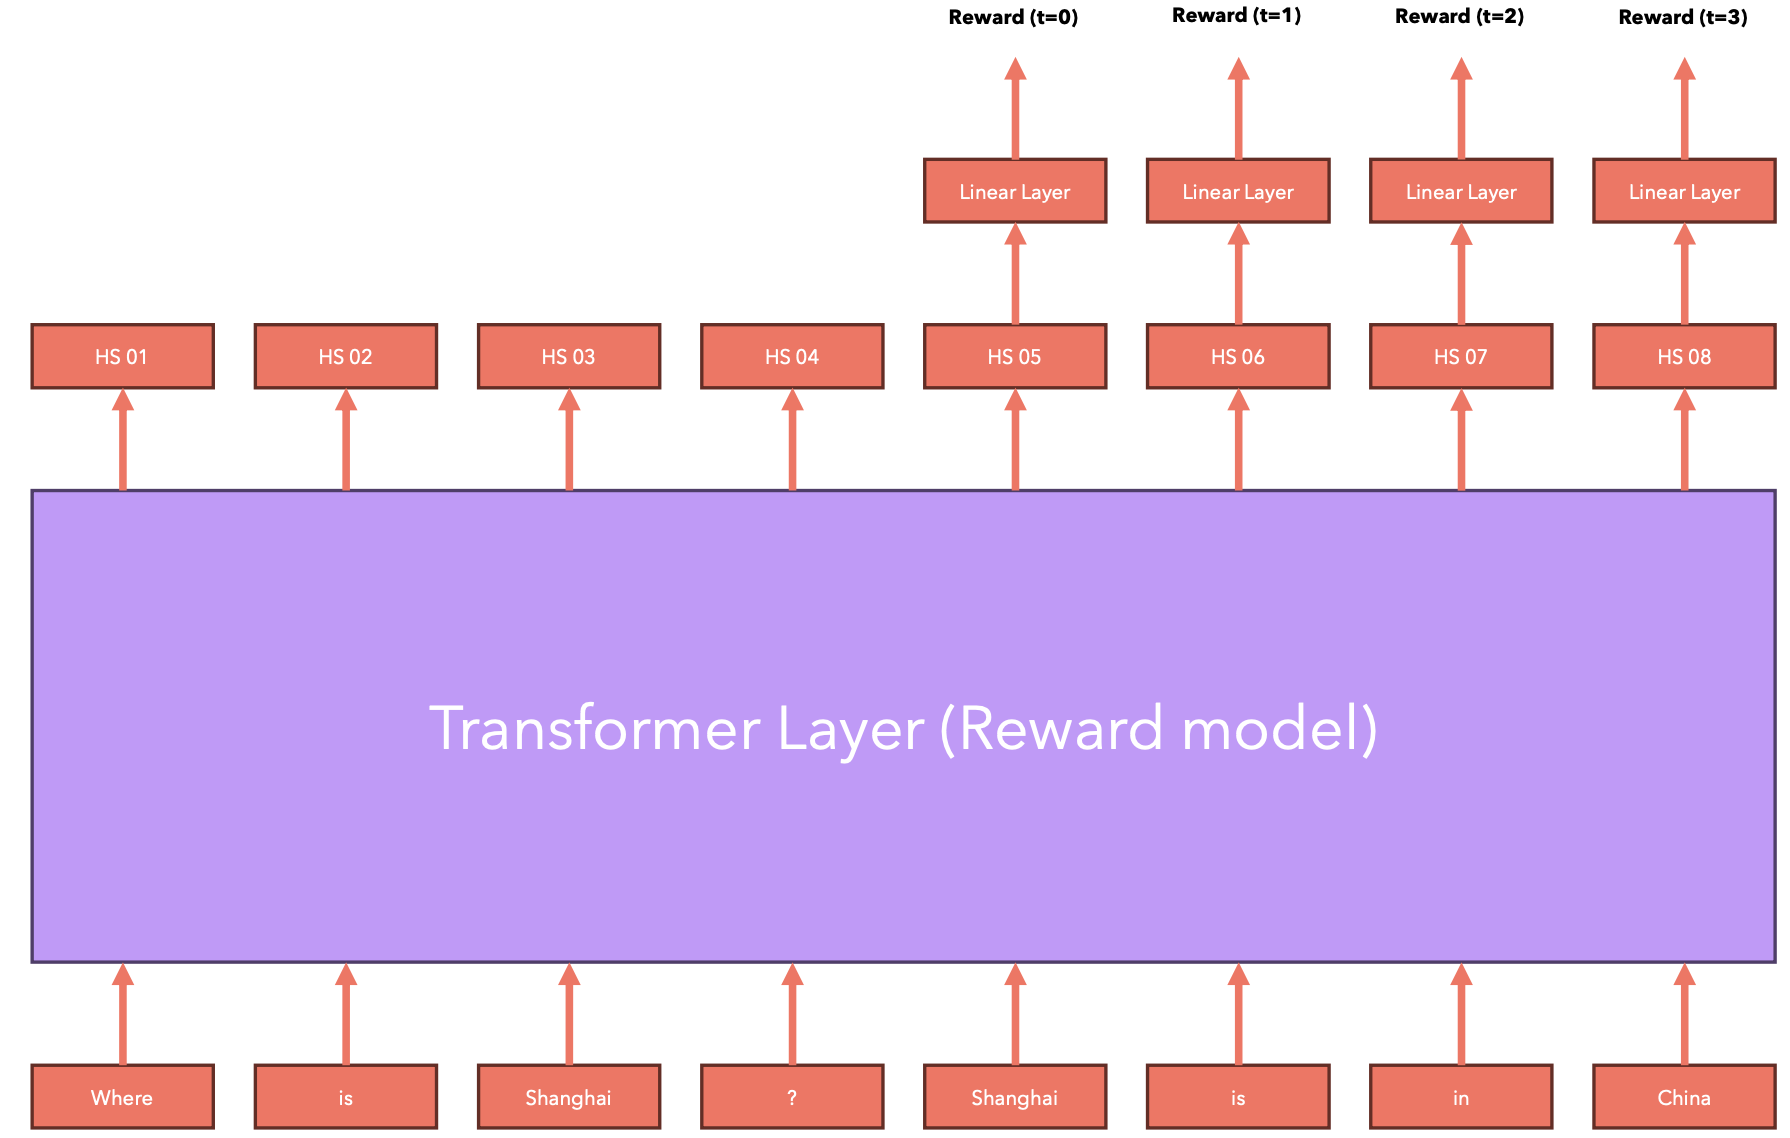 Reward (t=0)
Reward (t=1)
Reward (t=2)
Reward (t=3)
Linear Layer
Linear Layer
Linear Layer
Linear Layer
HS 01
HS 02
HS 03
HS 04
HS 05
HS 06
HS 07
HS 08
Transformer Layer (Reward model)
Where
is
Shanghai
?
Shanghai
is
in
China